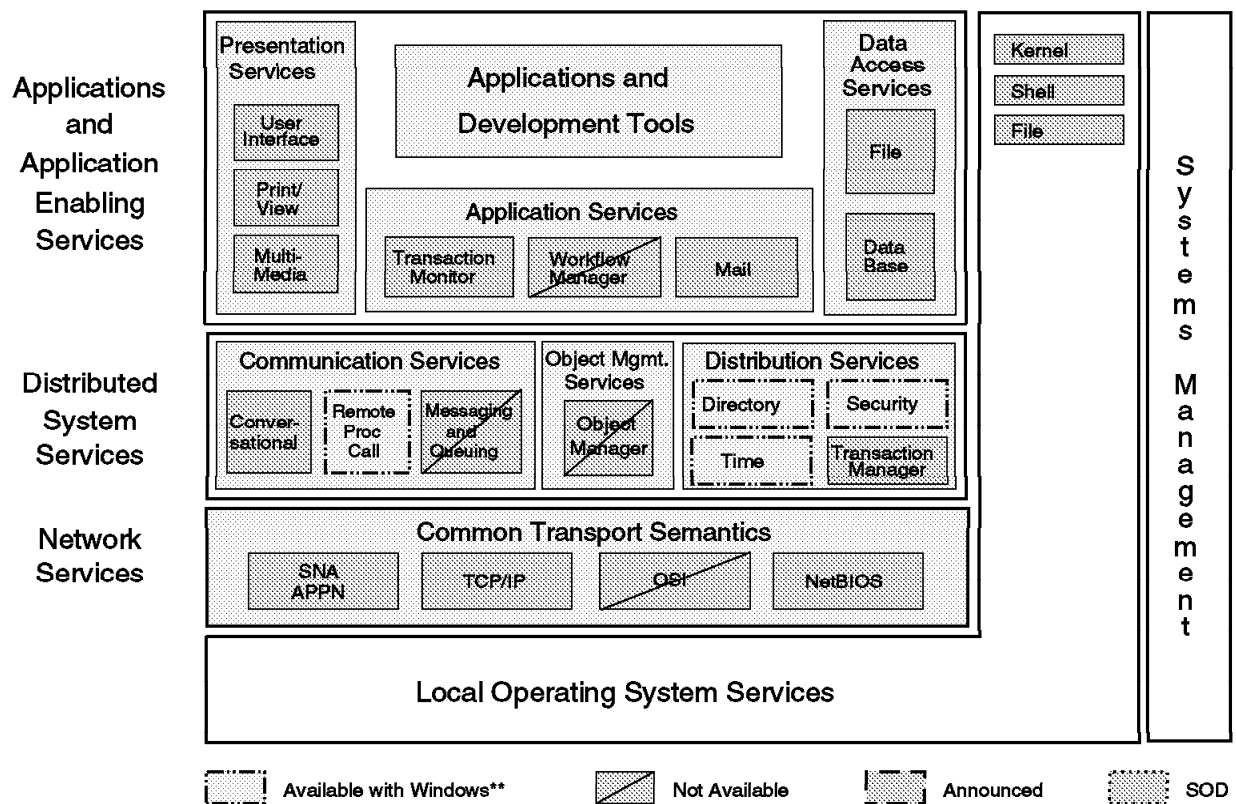 Applications
and
Application
Enabling
Services
Presentation
Services
User
Interface
Print/
View
Multi-
Media
Applications and
Development Tools
Application Services
Transaction
Monitor
Workflow
Manager
Mail
Data
Access
Services
File
Data
Base
Kernel
Shell
File
Systems Management
Distributed
System
Services
Communication Services
Conver-
sational
Remote
Proc
Call
Messaging
and
Queuing
Object Mgmt.
Services
Object
Manager
Distribution Services
Directory
Security
Time
Transaction
Manager
Network
Services
Common Transport Semantics
SNA
APPN
TCP/IP
OSI
NetBIOS
Local Operating System Services
Available with Windows**
Not Available
Announced
SOD